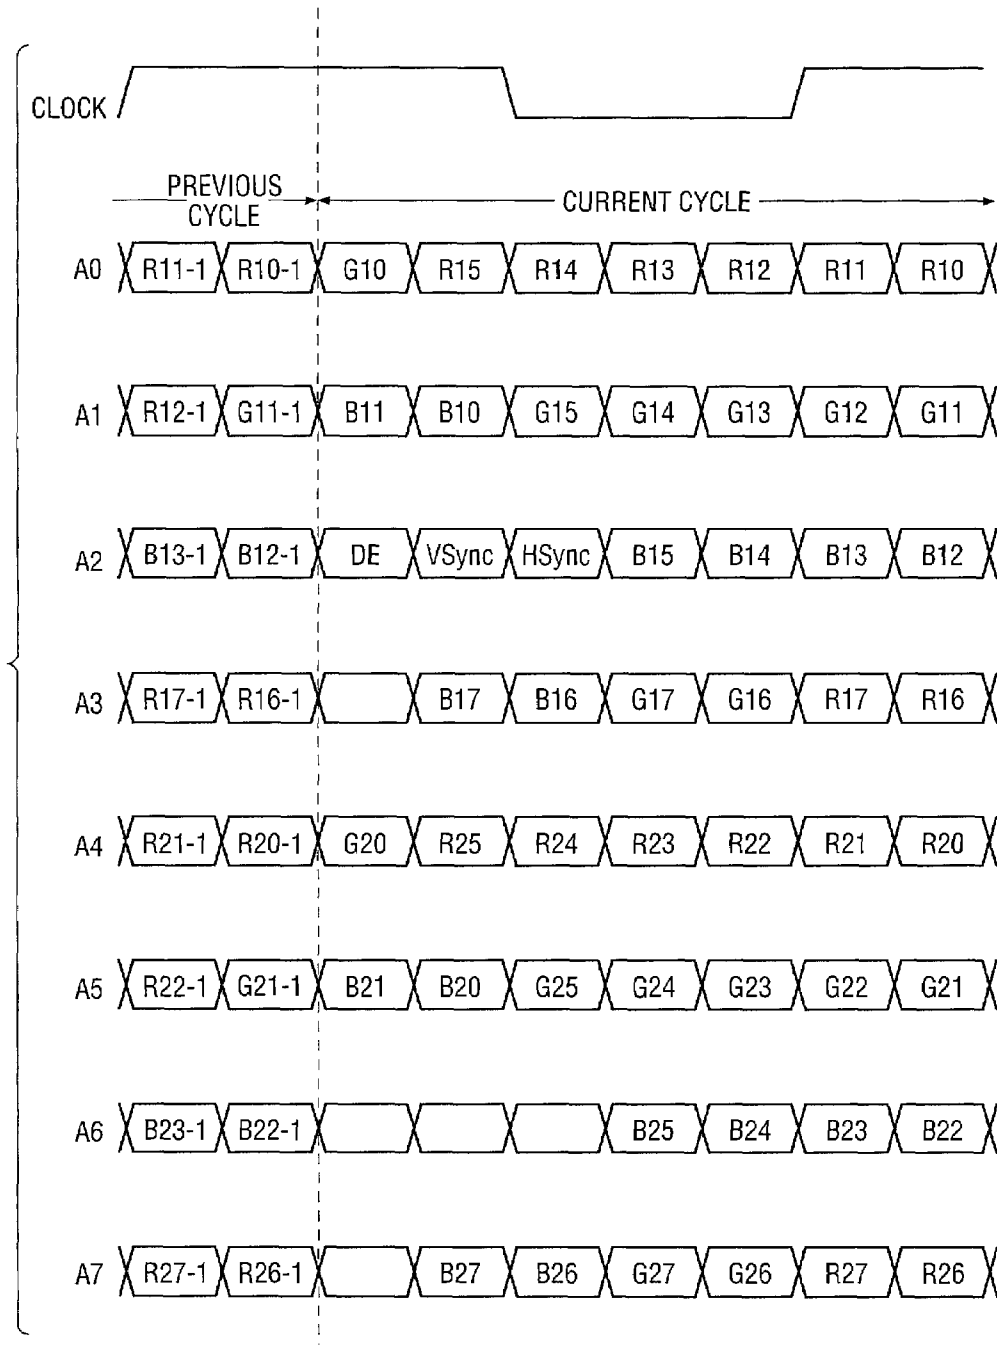 CLOCK
PREVIOUS
CYCLE
CURRENT CYCLE
A0 R11-1 R10-1 G10 R15 R14 R13 R12 R11 R10
A1 R12-1 G11-1 B11 B10 G15 G14 G13 G12 G11
A2 B13-1 B12-1 DE VSync HSync B15 B14 B13 B12
A3 R17-1 R16-1 B17 B16 G17 G16 R17 R16
A4 R21-1 R20-1 G20 R25 R24 R23 R22 R21 R20
A5 R22-1 G21-1 B21 B20 G25 G24 G23 G22 G21
A6 B23-1 B22-1 B25 B24 B23 B22
A7 R27-1 R26-1 B27 B26 G27 G26 R27 R26